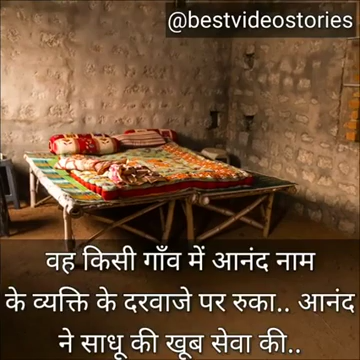 @bestvideostories
वह किसी गाँव में आनंद नाम
के व्यक्ति के दरवाजे पर रुका.. आनंद
ने साधू की खूब सेवा की..